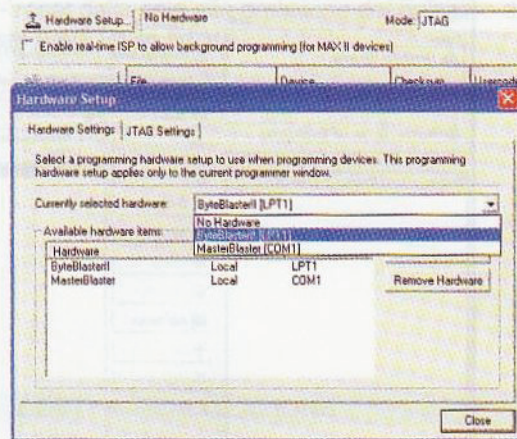 Hardware Setup... No Hardware Mode: JTAG
Enable real-time ISP to allow background programming (for MAX II devices)
File Device Checksum Usercode
Hardware Setup
Hardware Settings JTAG Settings
Select a programming hardware setup to use when programming devices. This programming
hardware setup applies only to the current programmer window.
Currently selected hardware: ByteBlasterII [LPT1]
No Hardware
ByteBlasterII [LPT1]
MasterBlaster [COM1]
Available hardware items:
Hardware
ByteBlasterII Local LPT1
MasterBlaster Local COM1
Remove Hardware
Close